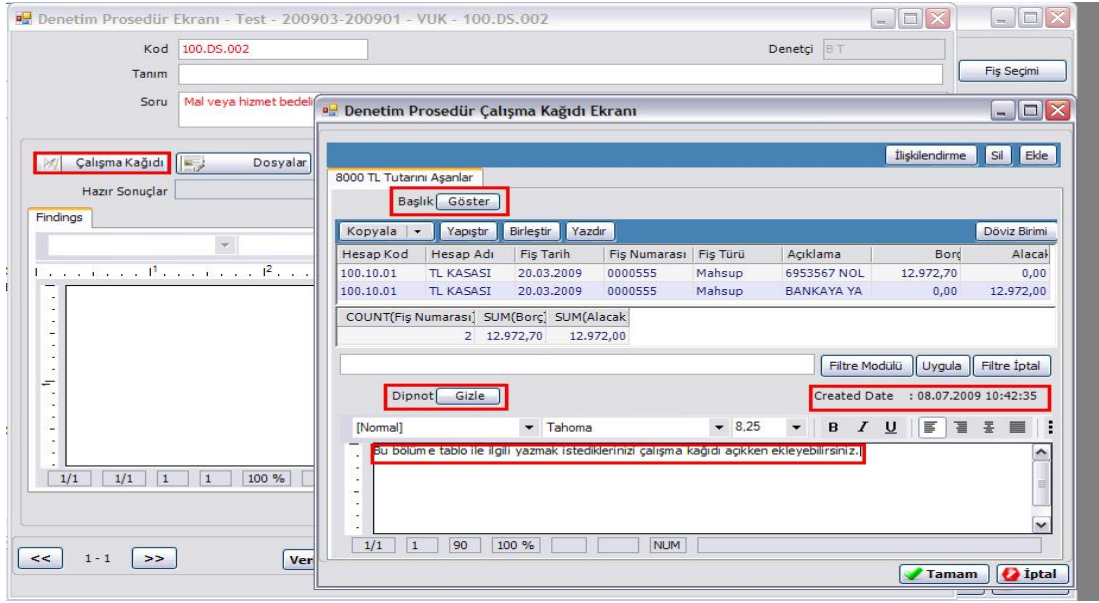 Denetim Prosedür Ekranı - Test - 200903-200901 - VUK - 100.DS.002
Kod 100.DS.002 Denetçi BT
Tanım Fiş Seçimi
Soru Mal veya hizmet bedeli
Denetim Prosedür Çalışma Kağıdı Ekranı
Çalışma Kağıdı Dosyalar
İlişkilendirme Sil Ekle
8000 TL Tutarını Aşanlar
Hazır Sonuçlar
Başlık Göster
Findings
Kopyala Yapıştır Birleştir Yazdır Döviz Birimi
Hesap Kod Hesap Adı Fiş Tarih Fiş Numarası Fiş Türü Açıklama Borç Alacak
100.10.01 TL KASASI 20.03.2009 0000555 Mahsup 6953567 NOL 12.972,70 0,00
100.10.01 TL KASASI 20.03.2009 0000555 Mahsup BANKAYA YA 0,00 12.972,00
COUNT(Fiş Numarası) SUM(Borç) SUM(Alacak
2 12.972,70 12.972,00
Filtre Modülü Uygula Filtre İptal
Dipnot Gizle Created Date : 08.07.2009 10:42:35
[Normal] Tahoma 8,25 B I U
Bu bölüme tablo ile ilgili yazmak istediklerinizi çalışma kağıdı açıkken ekleyebilirsiniz.
1/1 1/1 1 1 100 %
1/1 1 90 100 % NUM
<< 1 - 1 >> Ver
Tamam İptal